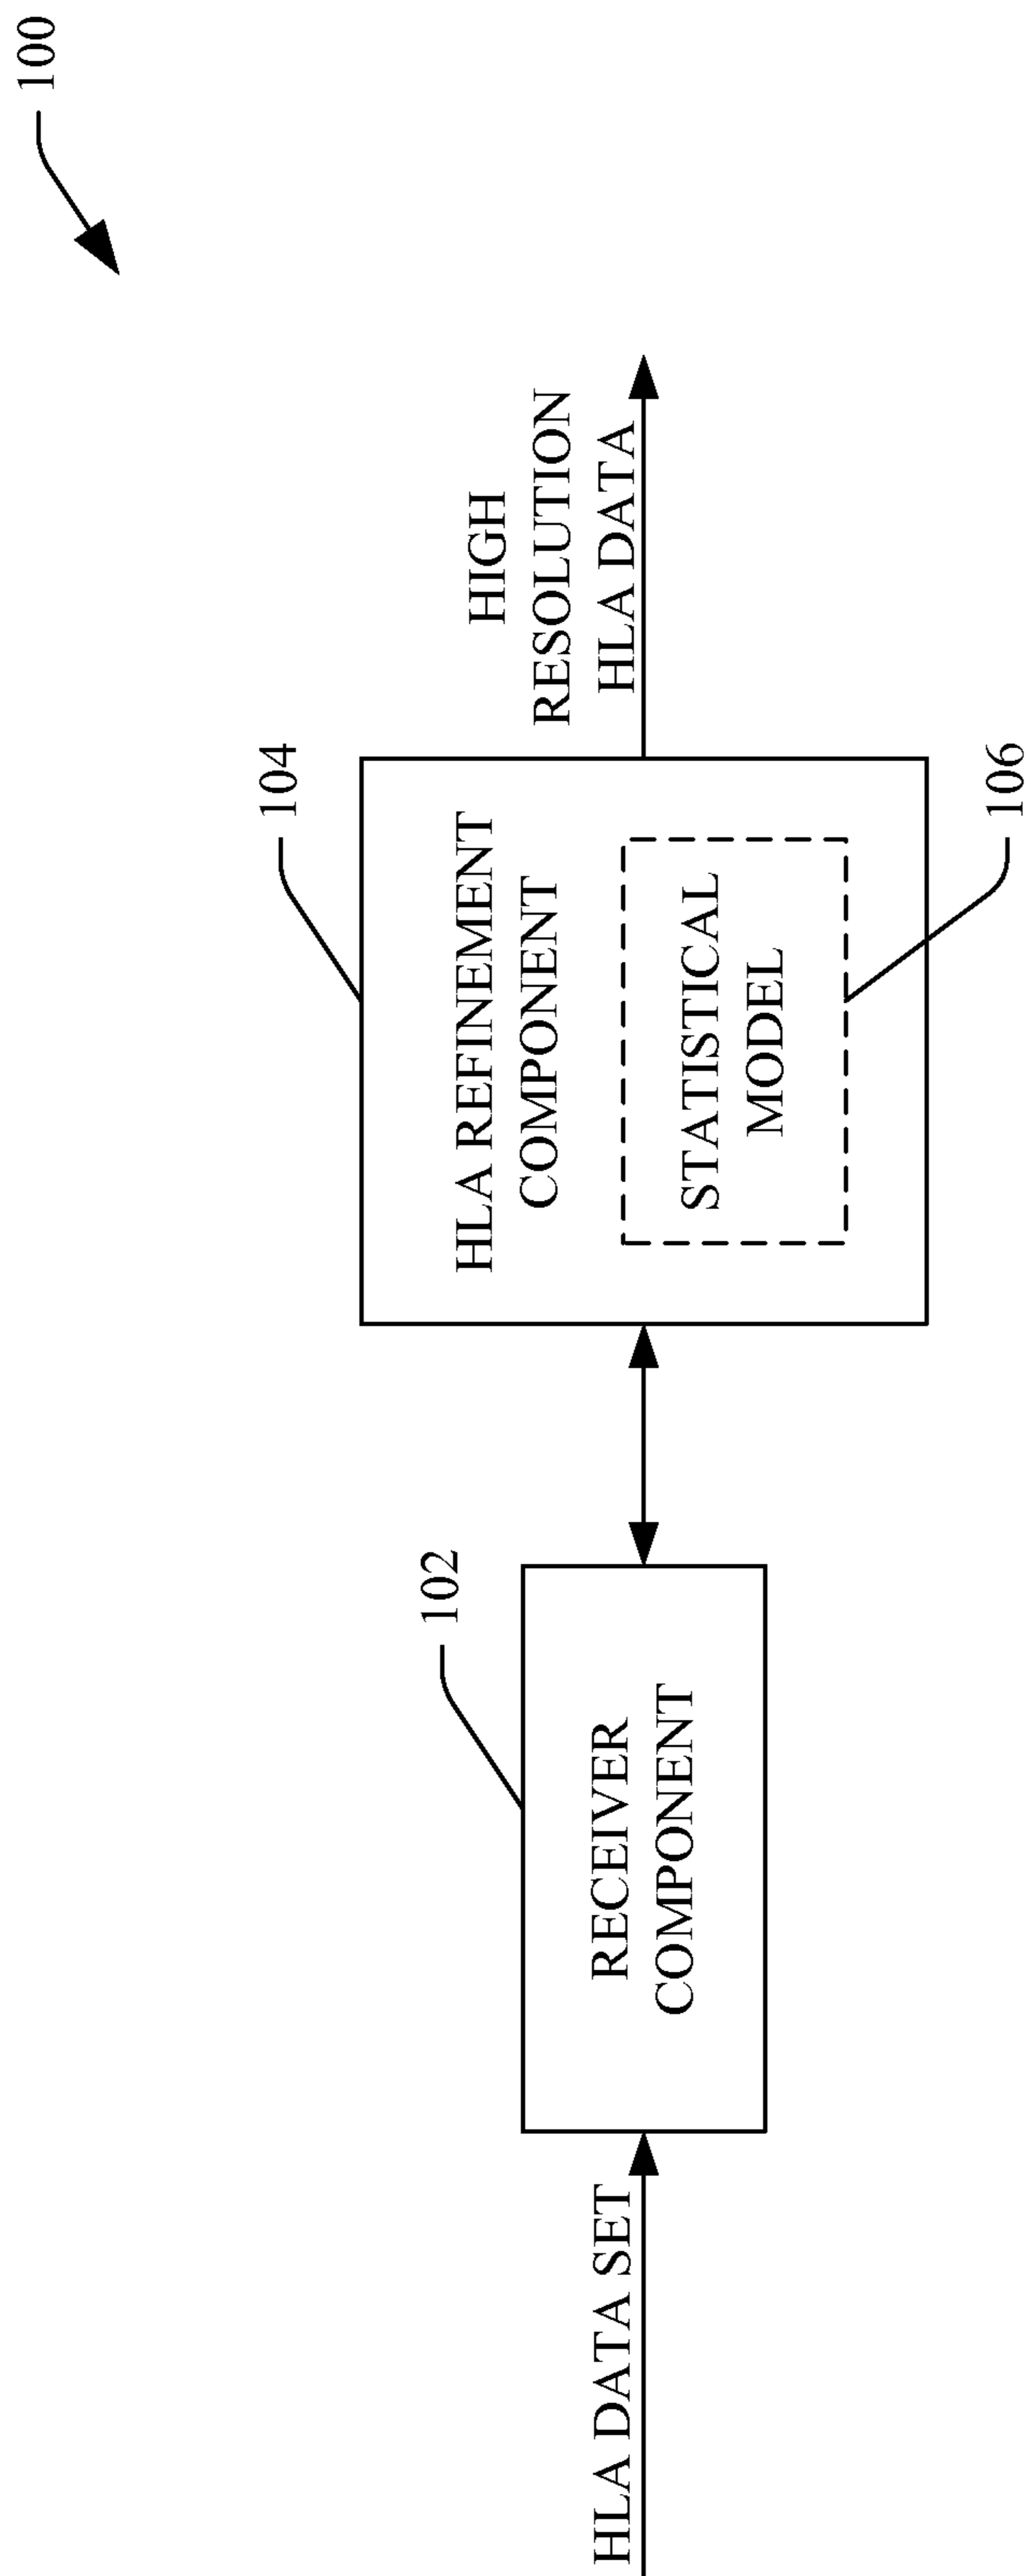 100
HLA DATA SET
102
RECEIVER
COMPONENT
104
HLA REFINEMENT
COMPONENT
STATISTICAL
MODEL
106
HIGH
RESOLUTION
HLA DATA